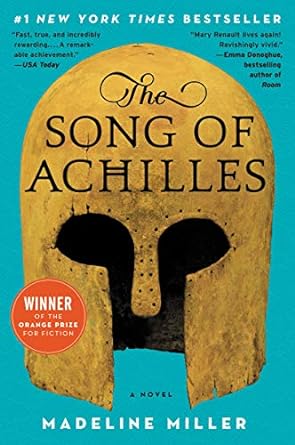 #1 NEW YORK TIMES BESTSELLER
"Fast, true, and incredibly
rewarding.... A remark-
able achievement."
—USA Today
"Mary Renault lives again!
Ravishingly vivid."
—Emma Donoghue,
bestselling
author of
Room
The
SONG OF
ACHILLES
WINNER
OF THE
ORANGE PRIZE
FOR FICTION
A NOVEL
MADELINE MILLER